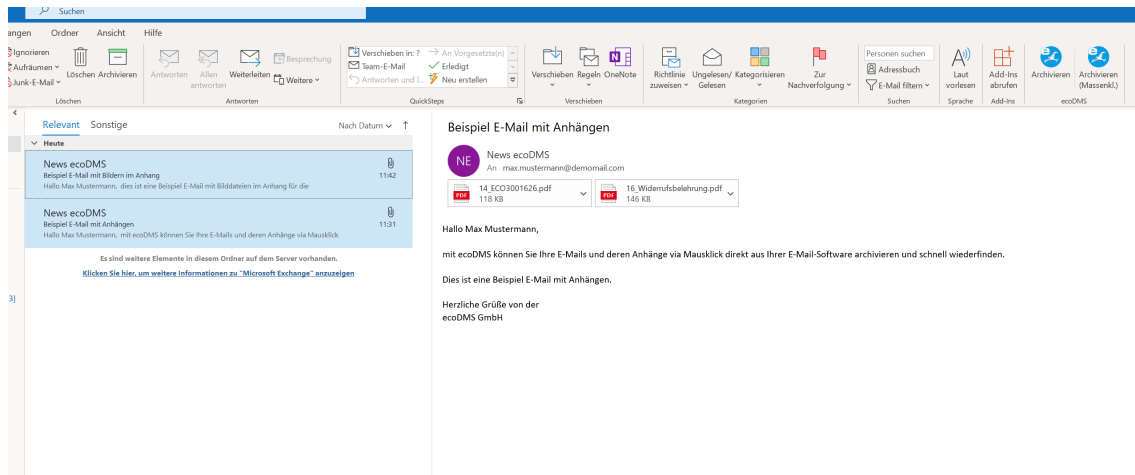 Suchen
angen Ordner Ansicht Hilfe
Ignorieren
Aufräumen
Junk-E-Mail
Löschen Archivieren
Löschen
Antworten Allen antworten Weiterleiten
Besprechung
Weitere
Antworten
Verschieben in: ? An Vorgesetzte(n)
Team-E-Mail Erledigt
Antworten und l... Neu erstellen
QuickSteps
Verschieben Regeln OneNote
Verschieben
Richtlinie zuweisen Ungelesen/ Gelesen Kategorisieren Zur Nachverfolgung
Kategorien
Personen suchen
Adressbuch
E-Mail filtern
Suchen
Laut vorlesen
Sprache
Add-Ins abrufen
Add-Ins
Archivieren Archivieren (Massenkl.)
ecoDMS
Relevant Sonstige Nach Datum
Heute
News ecoDMS
Beispiel E-Mail mit Bildern im Anhang 11:42
Hallo Max Mustermann, dies ist eine Beispiel E-Mail mit Bilddateien im Anhang für die
News ecoDMS
Beispiel E-Mail mit Anhängen 11:31
Hallo Max Mustermann, mit ecoDMS können Sie Ihre E-Mails und deren Anhänge via Mausklick
Es sind weitere Elemente in diesem Ordner auf dem Server vorhanden.
Klicken Sie hier, um weitere Informationen zu "Microsoft Exchange" anzuzeigen
3]
Beispiel E-Mail mit Anhängen
NE
News ecoDMS
An max.mustermann@demomail.com
PDF
14_ECO3001626.pdf
118 KB
PDF
16_Widerrufsbelehrung.pdf
146 KB
Hallo Max Mustermann,
mit ecoDMS können Sie Ihre E-Mails und deren Anhänge via Mausklick direkt aus Ihrer E-Mail-Software archivieren und schnell wiederfinden.
Dies ist eine Beispiel E-Mail mit Anhängen.
Herzliche Grüße von der
ecoDMS GmbH